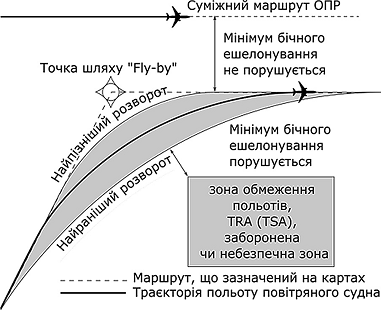 Суміжний маршрут ОПР
Мінімум бічного
ешелонування
не порушується
Точка шляху "Fly-by"
Найпізніший розворот
Мінімум бічного
ешелонування
порушується
Найраніший розворот
зона обмеження
польотів,
TRA (TSA),
заборонена
чи небезпечна зона
Маршрут, що зазначений на картах
Траєкторія польоту повітряного судна